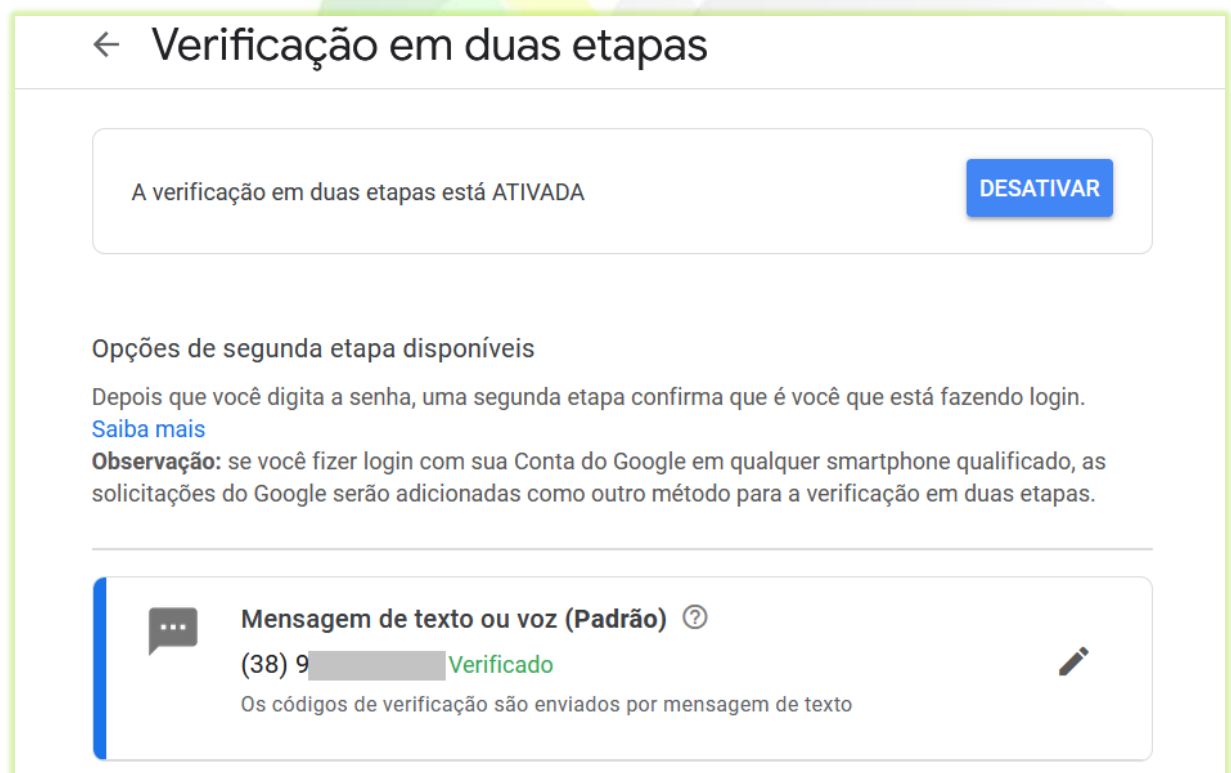 Verificação em duas etapas
A verificação em duas etapas está ATIVADA
DESATIVAR
Opções de segunda etapa disponíveis
Depois que você digita a senha, uma segunda etapa confirma que é você que está fazendo login.
Saiba mais
Observação: se você fizer login com sua Conta do Google em qualquer smartphone qualificado, as
solicitações do Google serão adicionadas como outro método para a verificação em duas etapas.
Mensagem de texto ou voz (Padrão)
(38) 9 Verificado
Os códigos de verificação são enviados por mensagem de texto